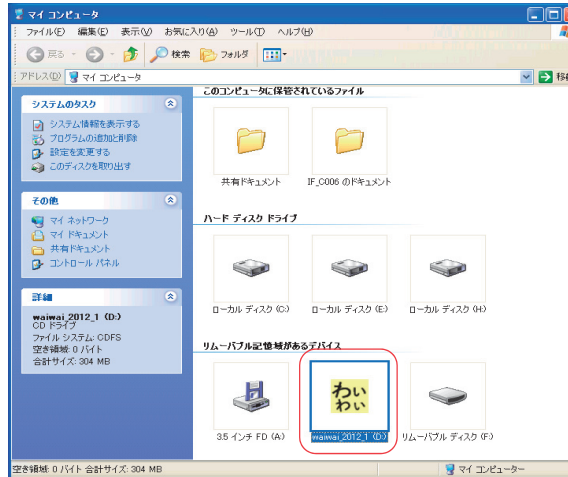 マイ コンピュータ
ファイル(F) 編集(E) 表示(V) お気に入り(A) ツール(T) ヘルプ(H)
戻る 検索 フォルダ
アドレス(D) マイ コンピュータ 移動
システムのタスク
システム情報を表示する
プログラムの追加と削除
設定を変更する
このディスクを取り出す
その他
マイ ネットワーク
マイ ドキュメント
共有ドキュメント
コントロール パネル
詳細
waiwai_2012_1 (D:)
CD ドライブ
ファイル システム: CDFS
空き領域: 0 バイト
合計サイズ: 304 MB
このコンピュータに保管されているファイル
共有ドキュメント IF_C006 のドキュメント
ハード ディスク ドライブ
ローカル ディスク (C:) ローカル ディスク (E:) ローカル ディスク (H:)
リムーバブル記憶域があるデバイス
わい
わい
3.5 インチ FD (A:) waiwai_2012_1 (D:) リムーバブル ディスク (F:)
空き領域: 0 バイト 合計サイズ: 304 MB マイ コンピューター